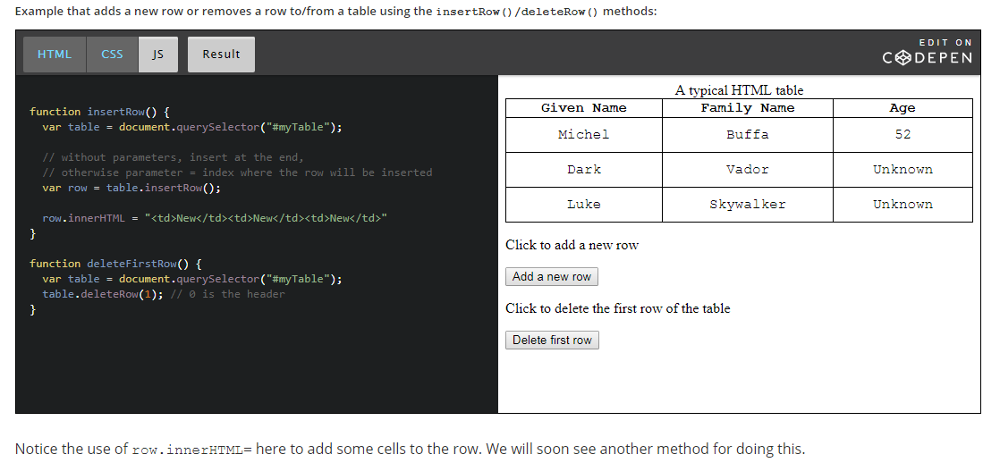 Example that adds a new row or removes a row to/from a table using the insertRow()/deleteRow() methods:
HTML CSS JS Result
EDIT ON
CODEPEN
function insertRow() {
var table = document.querySelector("#myTable");
// without parameters, insert at the end,
// otherwise parameter = index where the row will be inserted
var row = table.insertRow();
row.innerHTML = "<td>New</td><td>New</td><td>New</td>"
}
function deleteFirstRow() {
var table = document.querySelector("#myTable");
table.deleteRow(1); // 0 is the header
}
A typical HTML table
Given Name Family Name Age
Michel Buffa 52
Dark Vador Unknown
Luke Skywalker Unknown
Click to add a new row
Add a new row
Click to delete the first row of the table
Delete first row
Notice the use of row.innerHTML= here to add some cells to the row. We will soon see another method for doing this.